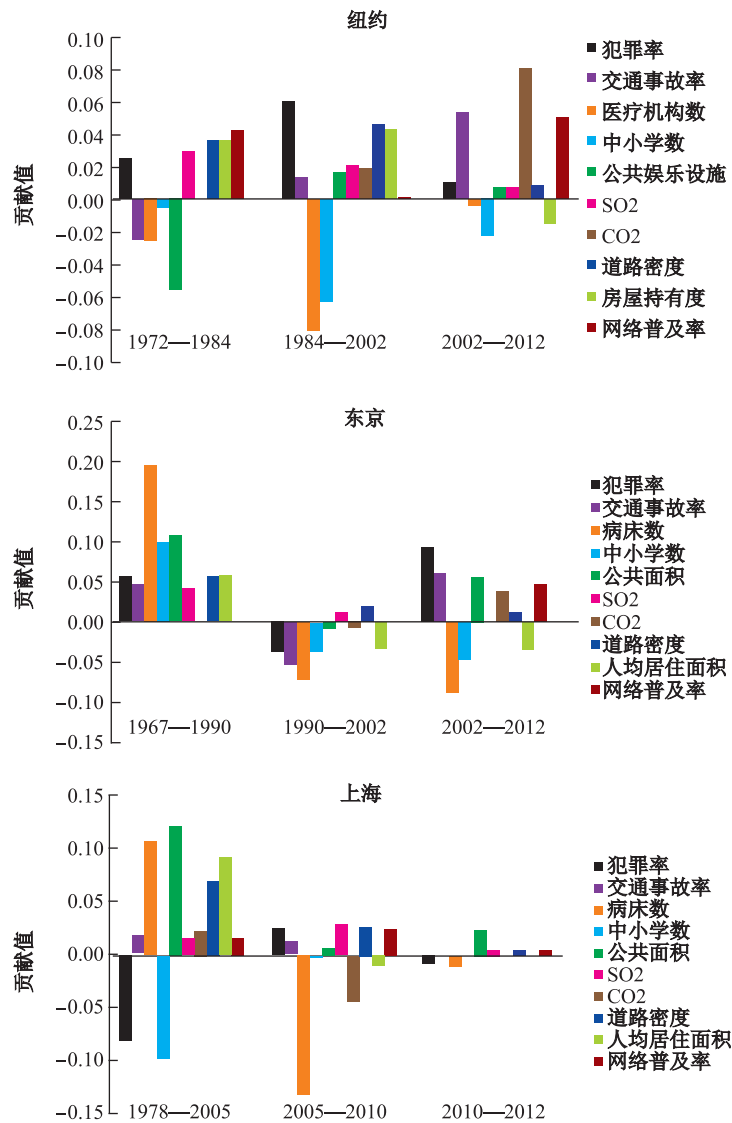 纽约
贡献值
0.10
0.08
0.06
0.04
0.02
0.00
−0.02
−0.04
−0.06
−0.08
−0.10
1972—1984
1984—2002
2002—2012
犯罪率
交通事故率
医疗机构数
中小学数
公共娱乐设施
SO2
CO2
道路密度
房屋持有度
网络普及率
东京
贡献值
0.25
0.20
0.15
0.10
0.05
0.00
−0.05
−0.10
−0.15
1967—1990
1990—2002
2002—2012
犯罪率
交通事故率
病床数
中小学数
公共面积
SO2
CO2
道路密度
人均居住面积
网络普及率
上海
贡献值
0.15
0.10
0.05
0.00
−0.05
−0.10
−0.15
1978—2005
2005—2010
2010—2012
犯罪率
交通事故率
病床数
中小学数
公共面积
SO2
CO2
道路密度
人均居住面积
网络普及率